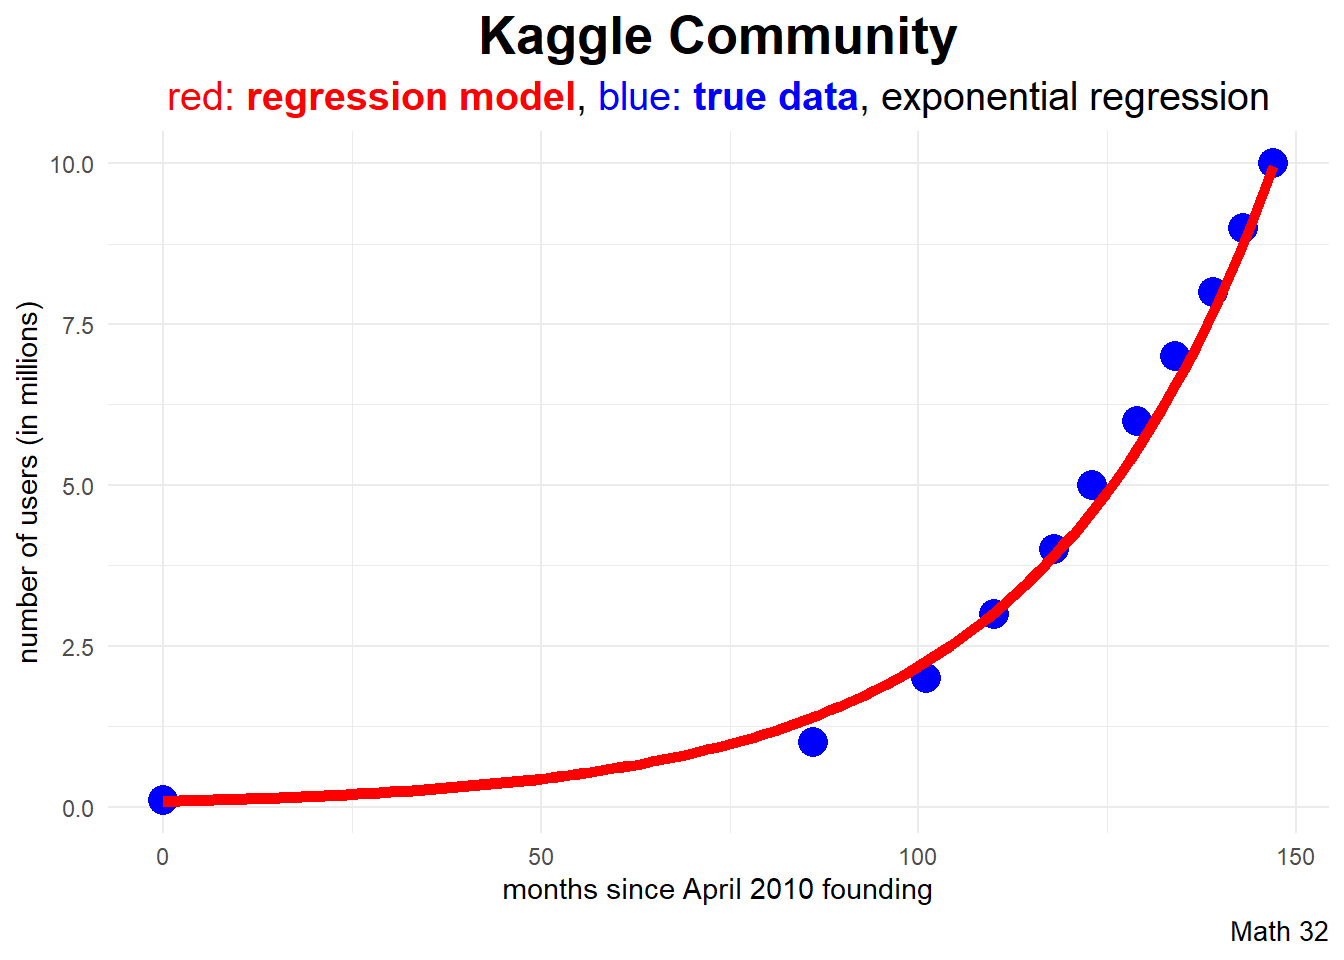 Kaggle Community
red: regression model, blue: true data, exponential regression
10.0
7.5
5.0
2.5
0.0
number of users (in millions)
0 50 100 150
months since April 2010 founding
Math 32